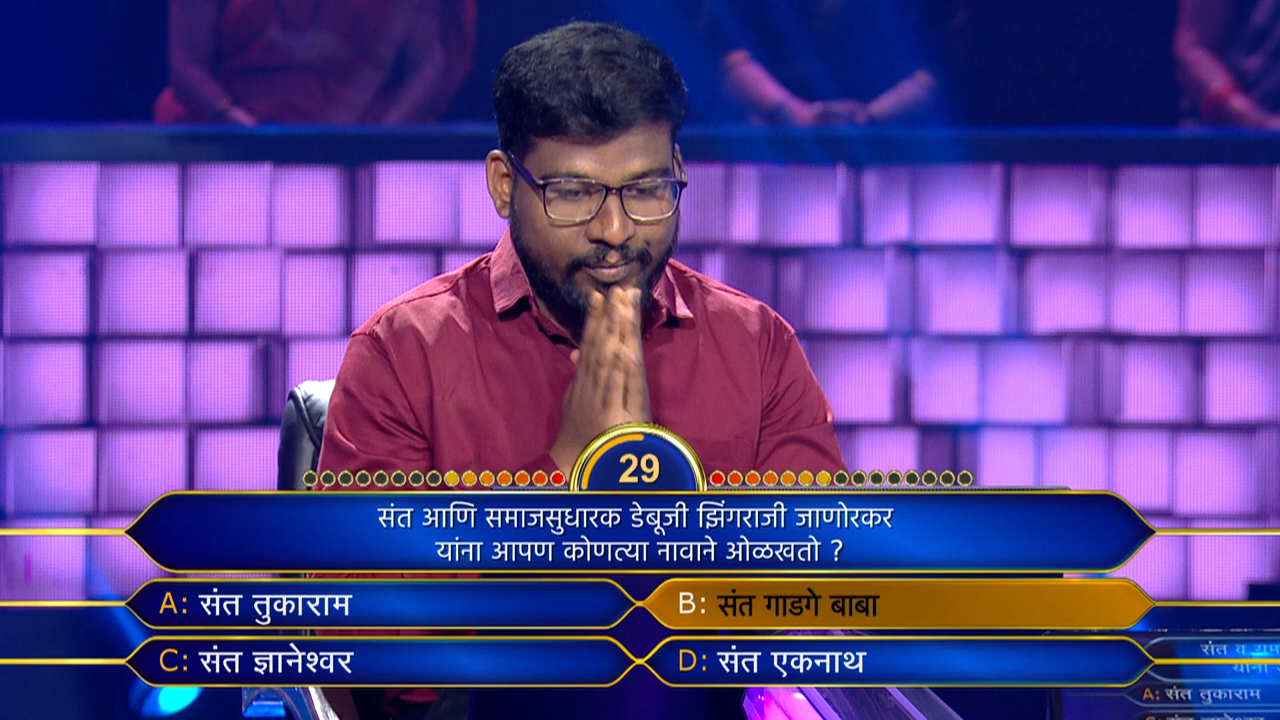 29
संत आणि समाजसुधारक डेबूजी झिंगराजी जाणोरकर
यांना आपण कोणत्या नावाने ओळखतो ?
A: संत तुकाराम
B: संत गाडगे बाबा
C: संत ज्ञानेश्वर
D: संत एकनाथ
A: संत तुकाराम